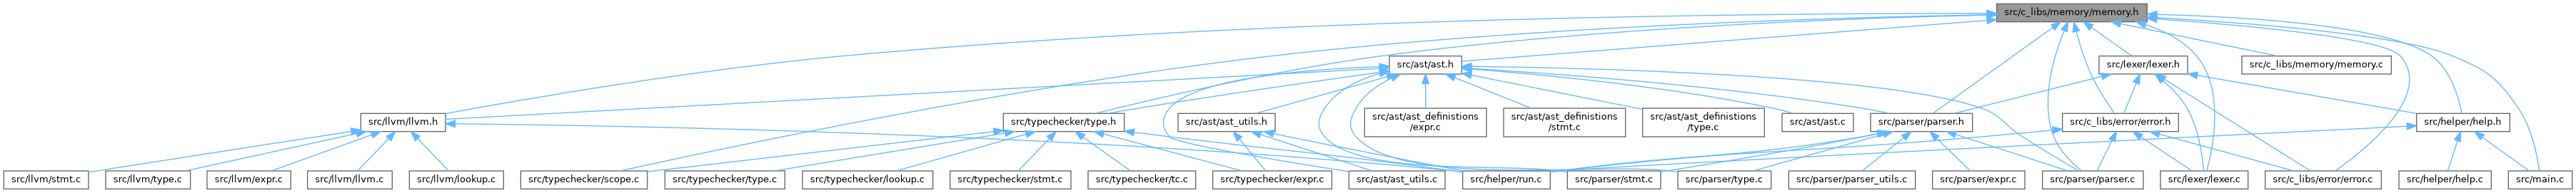 src/c_libs/memory/memory.h
src/ast/ast.h
src/lexer/lexer.h
src/c_libs/memory/memory.c
src/llvm/llvm.h
src/typechecker/type.h
src/ast/ast_utils.h
src/ast/ast_definistions
/expr.c
src/ast/ast_definistions
/stmt.c
src/ast/ast_definistions
/type.c
src/ast/ast.c
src/parser/parser.h
src/c_libs/error/error.h
src/helper/help.h
src/llvm/stmt.c
src/llvm/type.c
src/llvm/expr.c
src/llvm/llvm.c
src/llvm/lookup.c
src/typechecker/scope.c
src/typechecker/type.c
src/typechecker/lookup.c
src/typechecker/stmt.c
src/typechecker/tc.c
src/typechecker/expr.c
src/ast/ast_utils.c
src/helper/run.c
src/parser/stmt.c
src/parser/type.c
src/parser/parser_utils.c
src/parser/expr.c
src/parser/parser.c
src/lexer/lexer.c
src/c_libs/error/error.c
src/helper/help.c
src/main.c